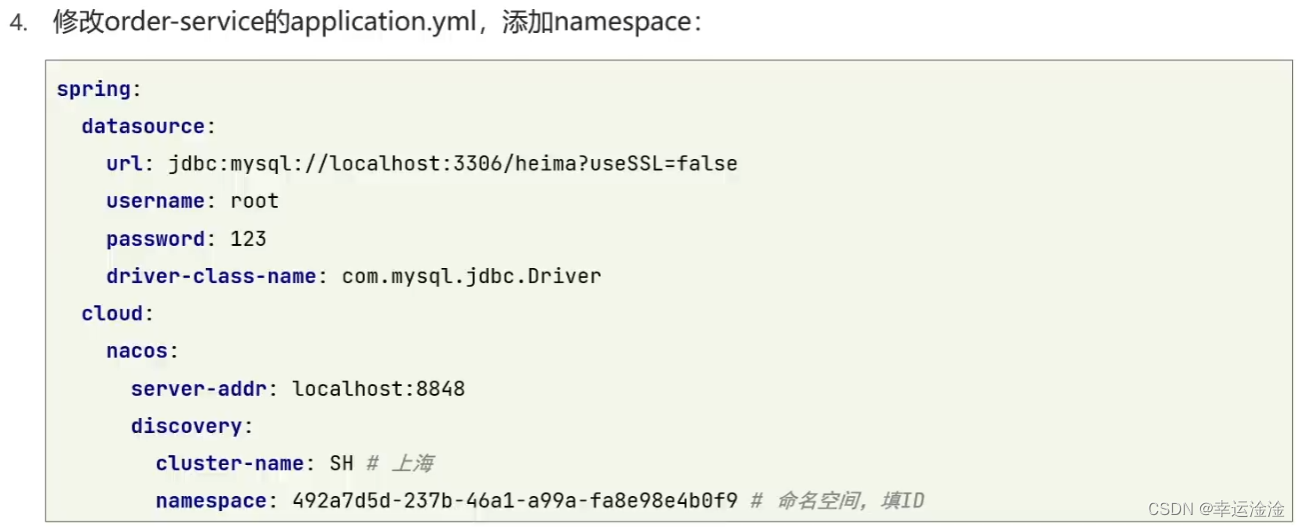 4. 修改order-service的application.yml，添加namespace：
spring:
  datasource:
    url: jdbc:mysql://localhost:3306/heima?useSSL=false
    username: root
    password: 123
    driver-class-name: com.mysql.jdbc.Driver
  cloud:
    nacos:
      server-addr: localhost:8848
      discovery:
        cluster-name: SH # 上海
        namespace: 492a7d5d-237b-46a1-a99a-fa8e98e4b0f9 # 命名空间，填ID
CSDN @幸运淦淦